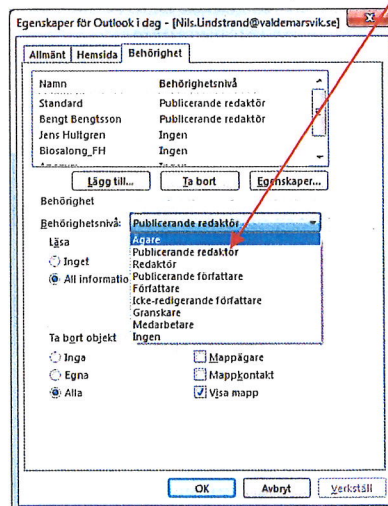 Egenskaper för Outlook i dag - [Nils.Lindstrand@valdemarsvik.se]
Allmänt Hemsida Behörighet
Namn Behörighetsnivå
Standard Publicerande redaktör
Bengt Bengtsson Publicerande redaktör
Jens Hultgren Ingen
Biosalong_FH Ingen
Lägg till... Ta bort Egenskaper...
Behörighet
Behörighetsnivå: Publicerande redaktör
Läsa Ägare
Publicerande redaktör
Inget Redaktör
All informatio Publicerande författare
Författare
Icke-redigerande författare
Granskare
Medarbetare
Ta bort objekt Ingen
Inga Mappägare
Egna Mappkontakt
Alla Visa mapp
OK Avbryt Verkställ